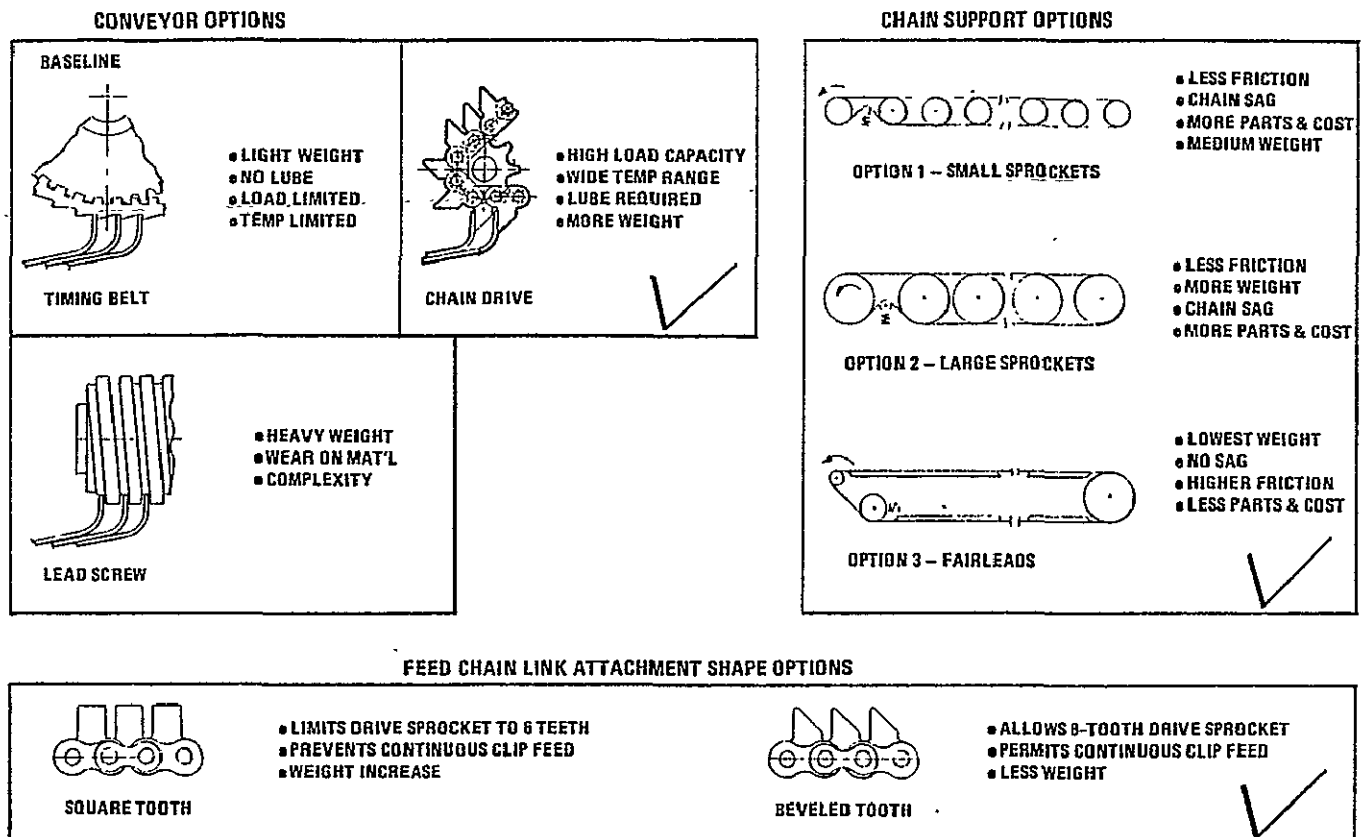 CONVEYOR OPTIONS
BASELINE
• LIGHT WEIGHT
• NO LUBE
• LOAD LIMITED
• TEMP LIMITED
TIMING BELT
• HIGH LOAD CAPACITY
• WIDE TEMP RANGE
• LUBE REQUIRED
• MORE WEIGHT
CHAIN DRIVE
• HEAVY WEIGHT
• WEAR ON MAT'L
• COMPLEXITY
LEAD SCREW
CHAIN SUPPORT OPTIONS
• LESS FRICTION
• CHAIN SAG
• MORE PARTS & COST
• MEDIUM WEIGHT
OPTION 1 – SMALL SPROCKETS
• LESS FRICTION
• MORE WEIGHT
• CHAIN SAG
• MORE PARTS & COST
OPTION 2 – LARGE SPROCKETS
• LOWEST WEIGHT
• NO SAG
• HIGHER FRICTION
• LESS PARTS & COST
OPTION 3 – FAIRLEADS
FEED CHAIN LINK ATTACHMENT SHAPE OPTIONS
• LIMITS DRIVE SPROCKET TO TEETH
• PREVENTS CONTINUOUS CLIP FEED
• WEIGHT INCREASE
SQUARE TOOTH
• ALLOWS DRIVE SPROCKET
• PERMITS CONTINUOUS CLIP FEED
• LESS WEIGHT
BEVELED TOOTH